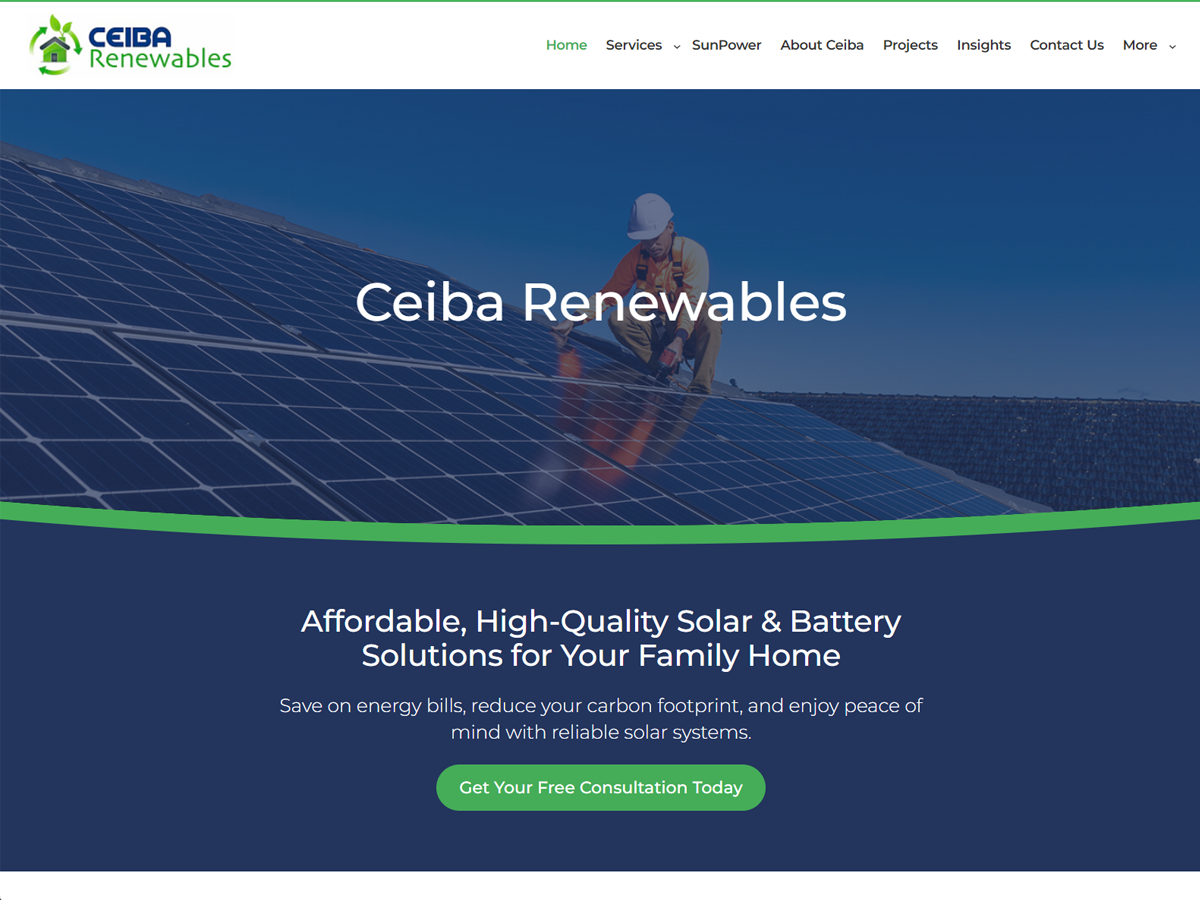 CEIBA
Renewables
Home Services SunPower About Ceiba Projects Insights Contact Us More
Ceiba Renewables
Affordable, High-Quality Solar & Battery
Solutions for Your Family Home
Save on energy bills, reduce your carbon footprint, and enjoy peace of
mind with reliable solar systems.
Get Your Free Consultation Today